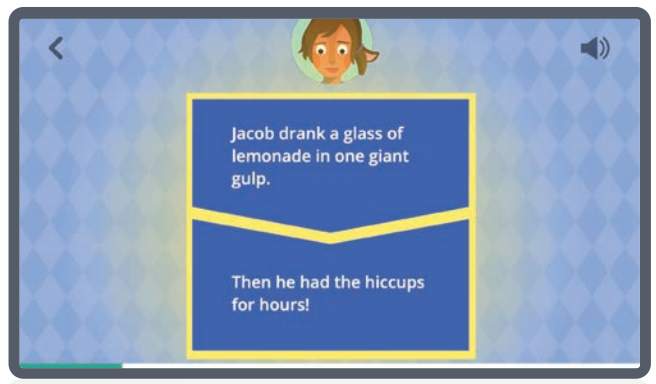 Jacob drank a glass of
lemonade in one giant
gulp.
Then he had the hiccups
for hours!